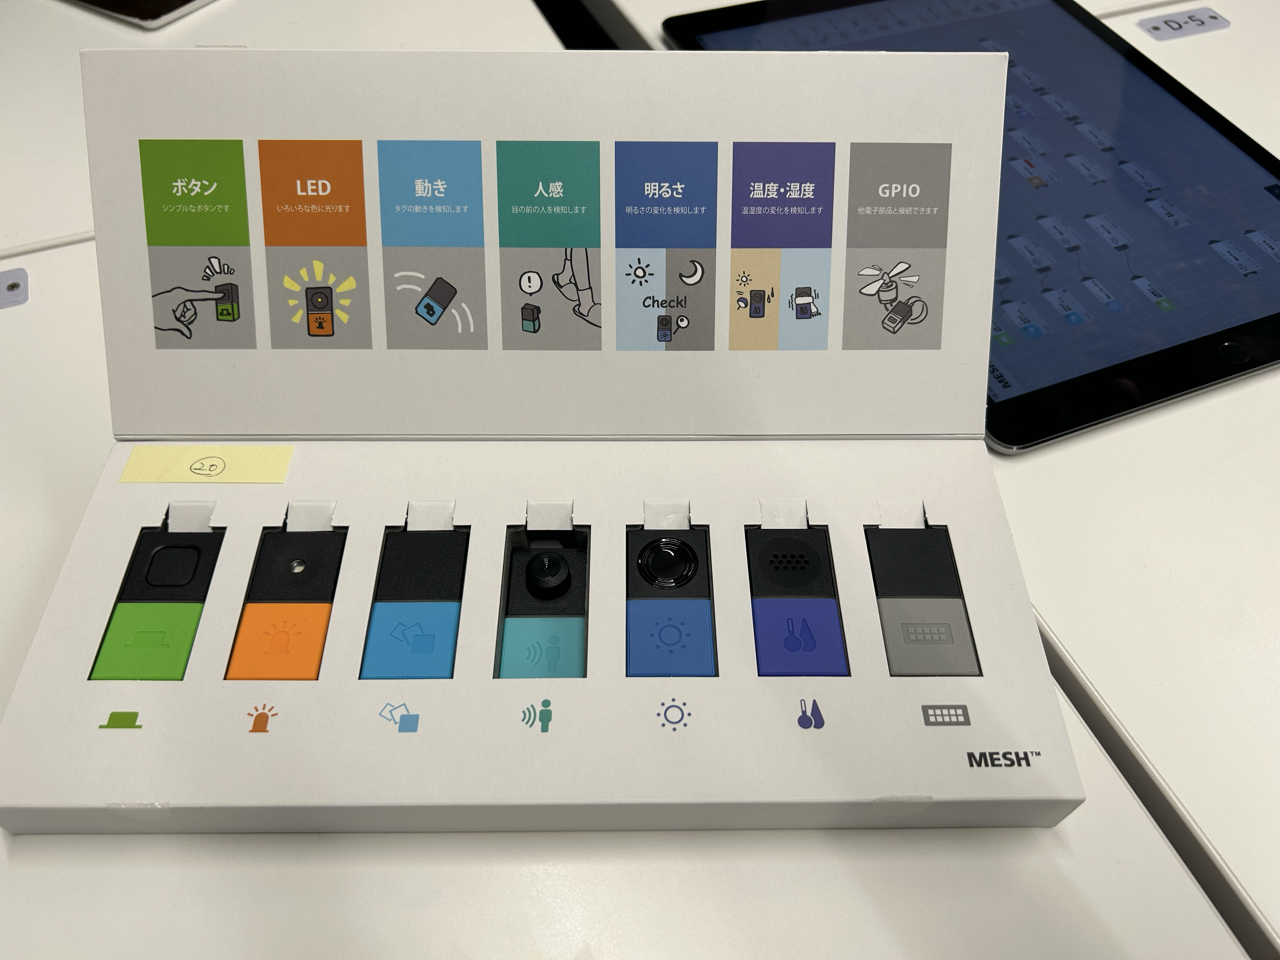 D-5
ボタン
シンプルなボタンです
LED
いろいろな色に光ります
動き
タグの動きを検知します
人感
目の前の人を検知します
明るさ
明るさの変化を検知します
温度・湿度
温湿度の変化を検知します
GPIO
他電子部品と接続できます
!
Check!
20
MESH™
MESH